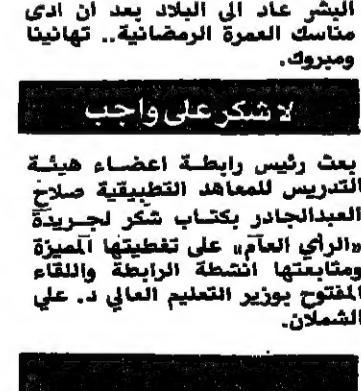 البشر عاد الى البلاد بعد ان ادى
مناسك العمرة الرمضانية.. تهانينا
ومبروك.
لا شكر على واجب
بعث رئيس رابطة اعضاء هيئة
التدريس للمعاهد التطبيقية صلاح
العبدالجادر بكتاب شكر لجريدة
«الرأي العام» على تغطيتها المميزة
ومتابعتها انشطة الرابطة واللقاء
المفتوح بوزير التعليم العالي د. علي
الشملان.